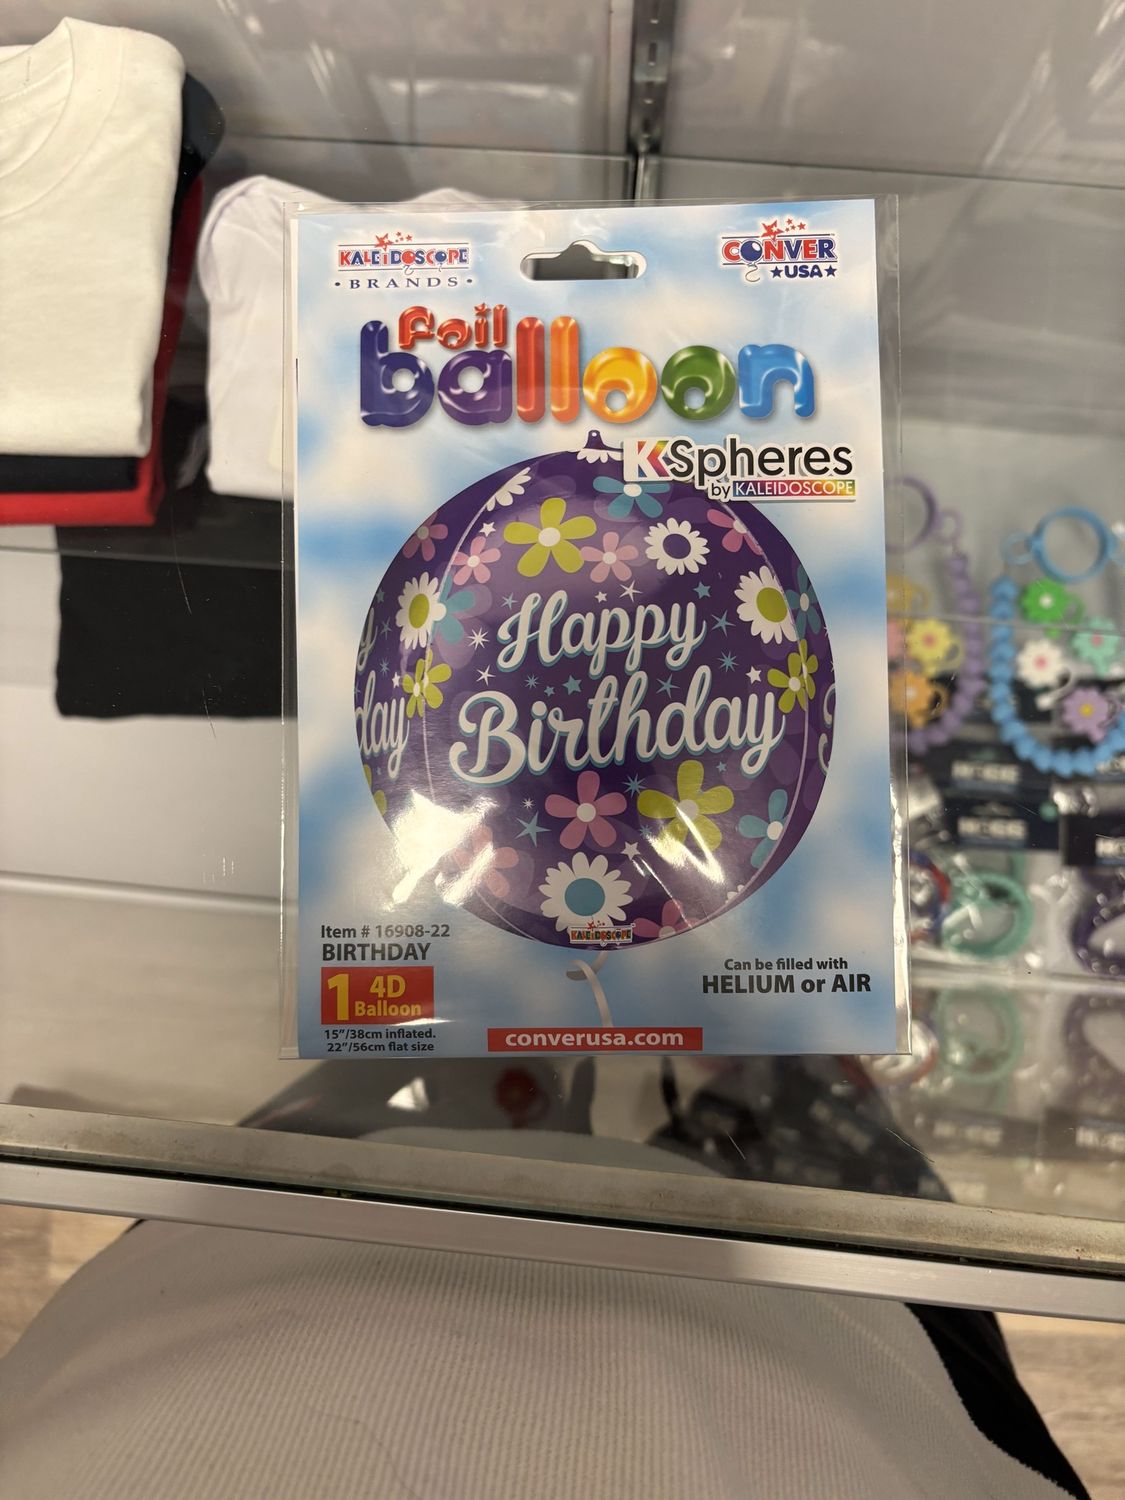 KALEIDOSCOPE
BRANDS
CONVER
USA
Foil
balloon
K Spheres
by KALEIDOSCOPE
Happy
Birthday
y
day
KALEIDOSCOPE
Item # 16908-22
BIRTHDAY
1 4D
Balloon
15"/38cm inflated.
22"/56cm flat size
Can be filled with
HELIUM or AIR
converusa.com